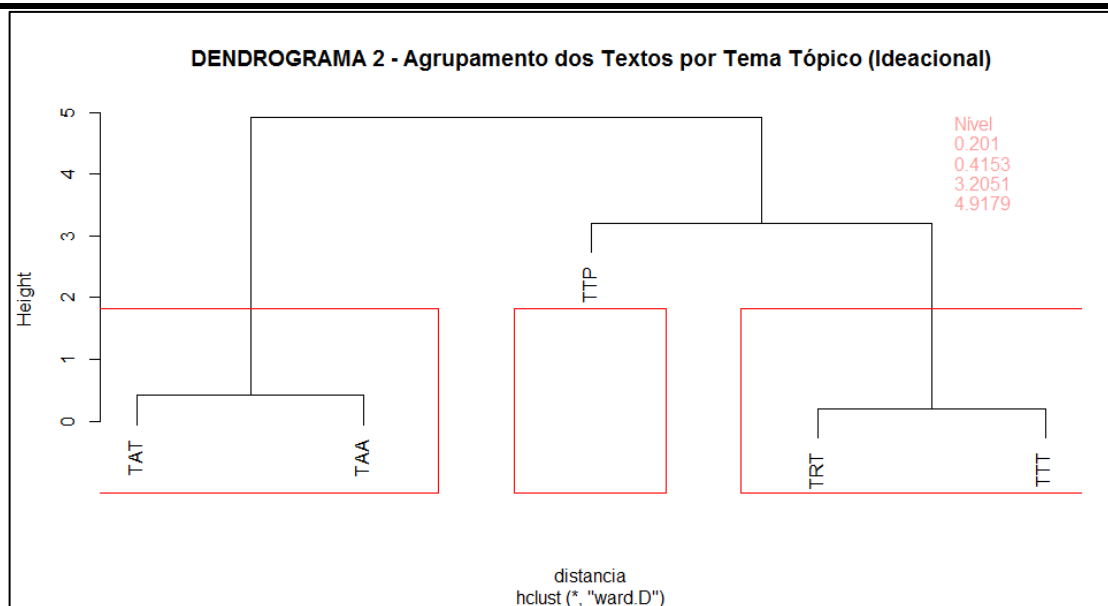 DENDROGRAMA 2 - Agrupamento dos Textos por Tema Tópico (Ideacional)
Nível
0.201
0.4153
3.2051
4.9179
Height
5
4
3
2
1
0
TAT
TAA
TTP
TRT
TTT
distancia
hclust (*, "ward.D")